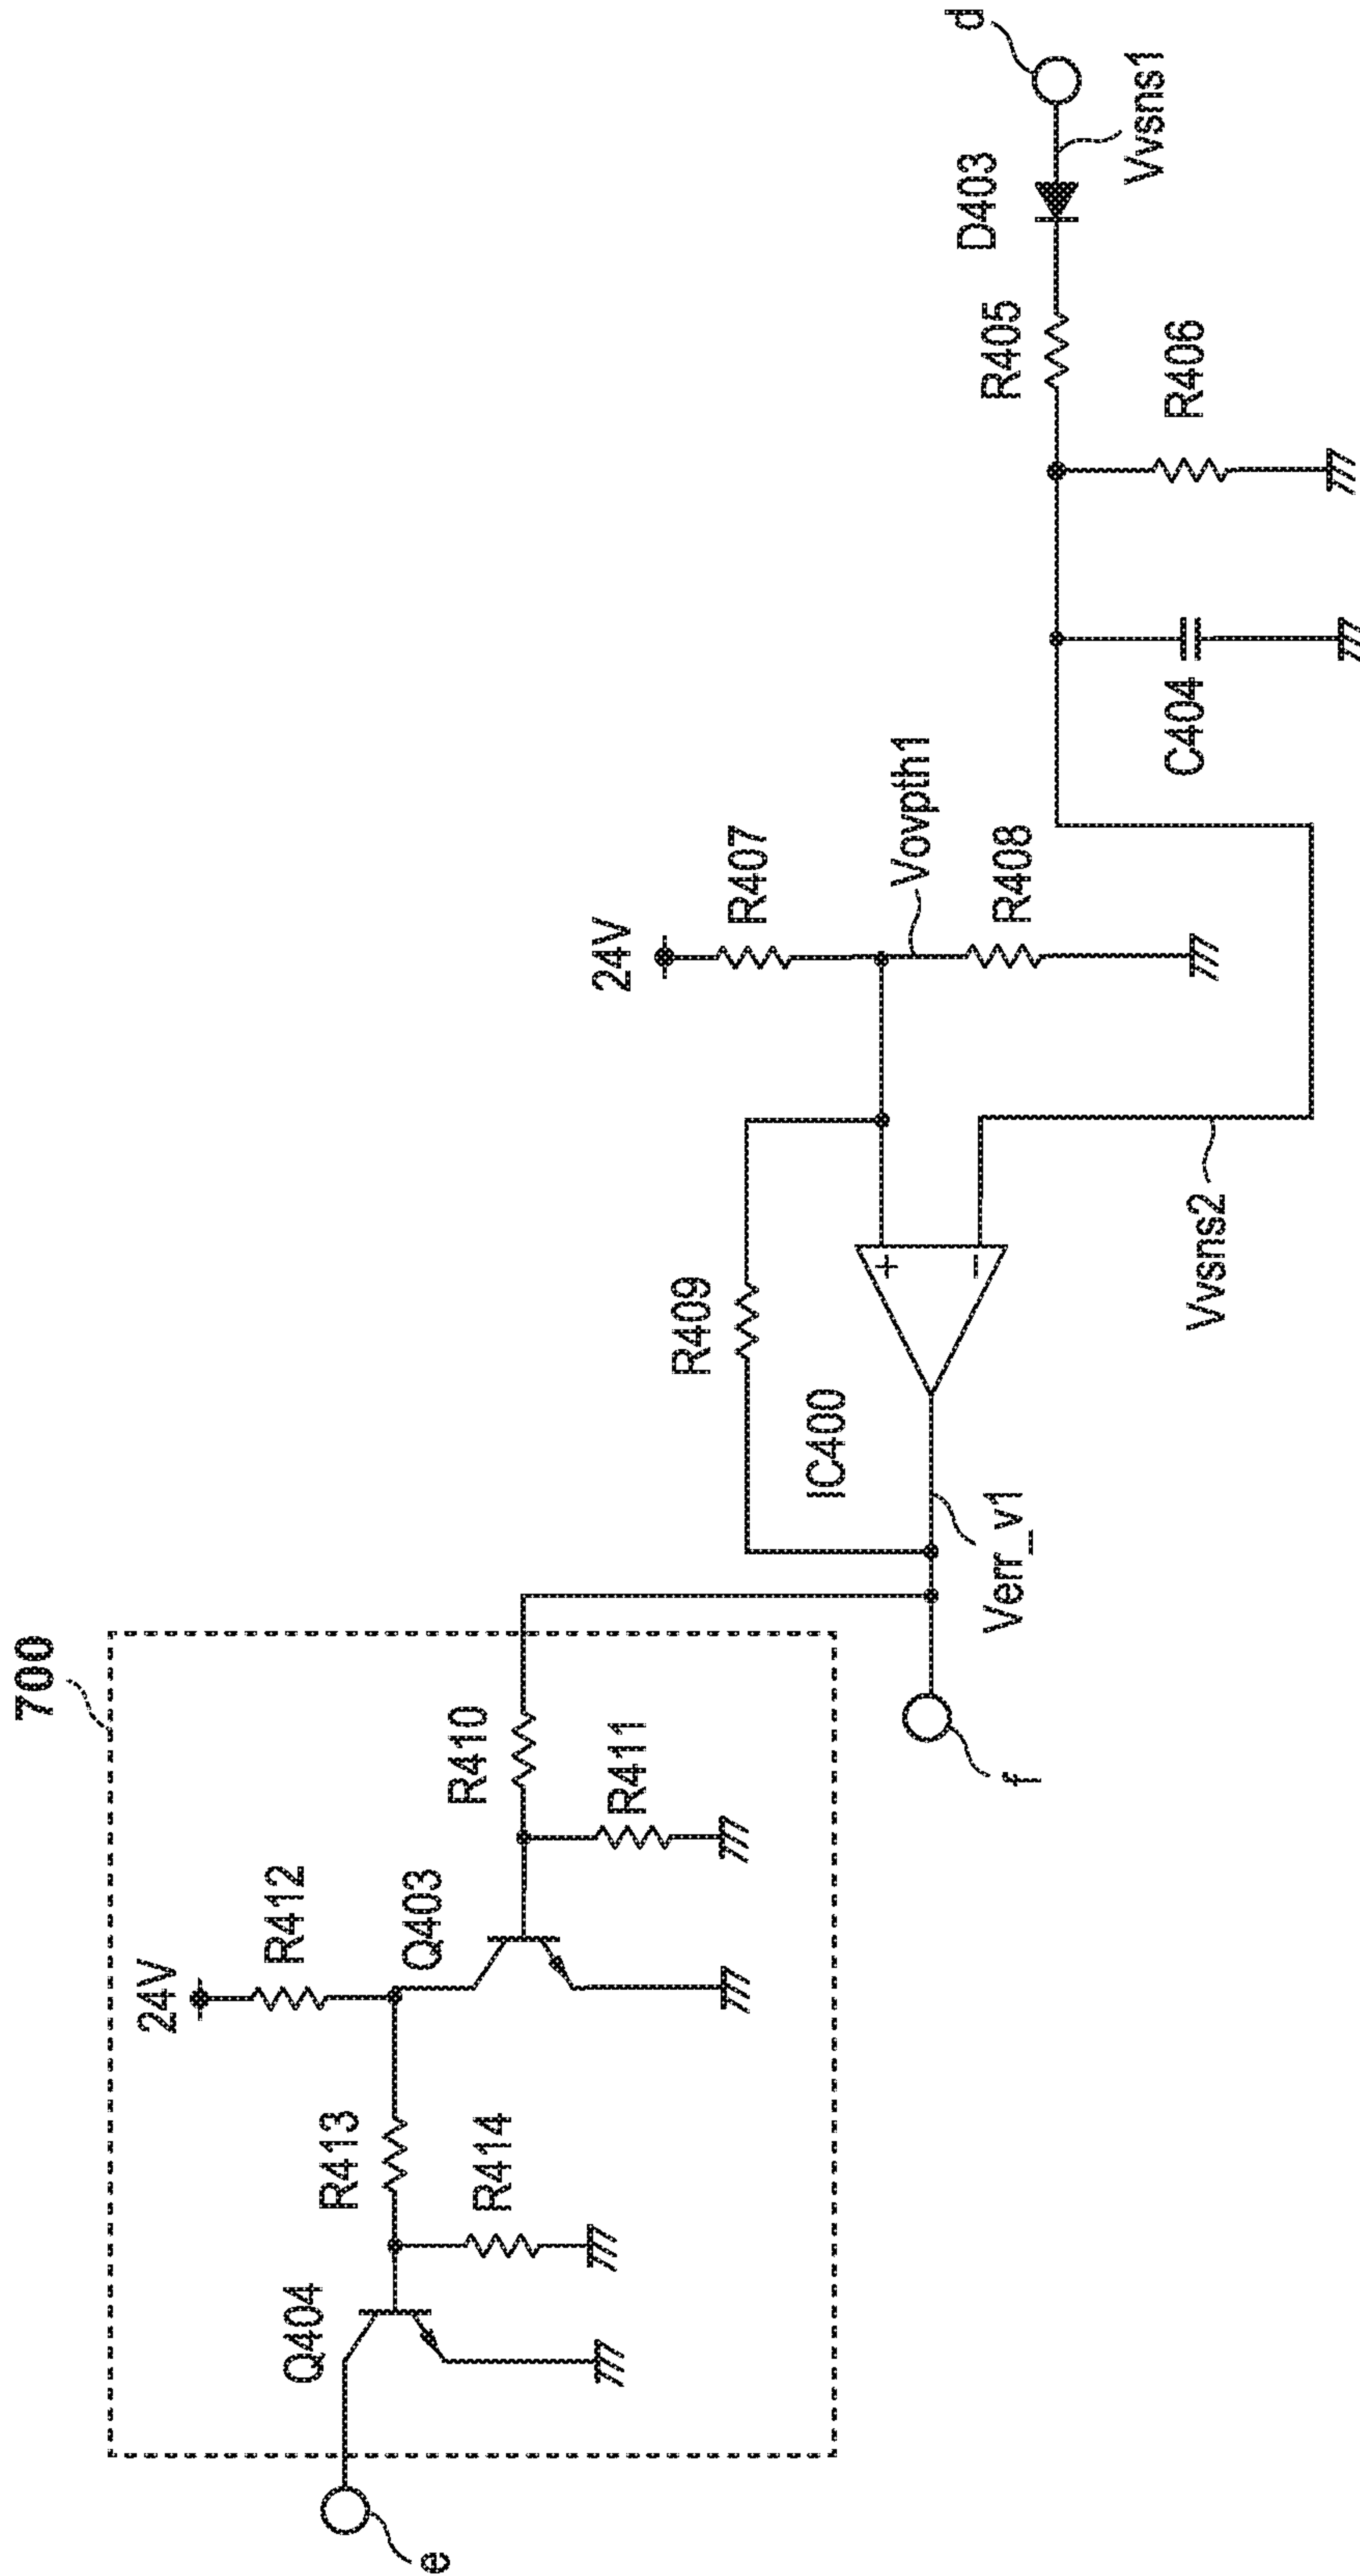 700
24V
R412
Q404
R413
R414
Q403
R410
R411
e
f
24V
R409
R407
IC400
+
−
Vovpth1
R408
Verr_v1
Vvsns2
D403
d
R405
Vvsns1
C404
R406